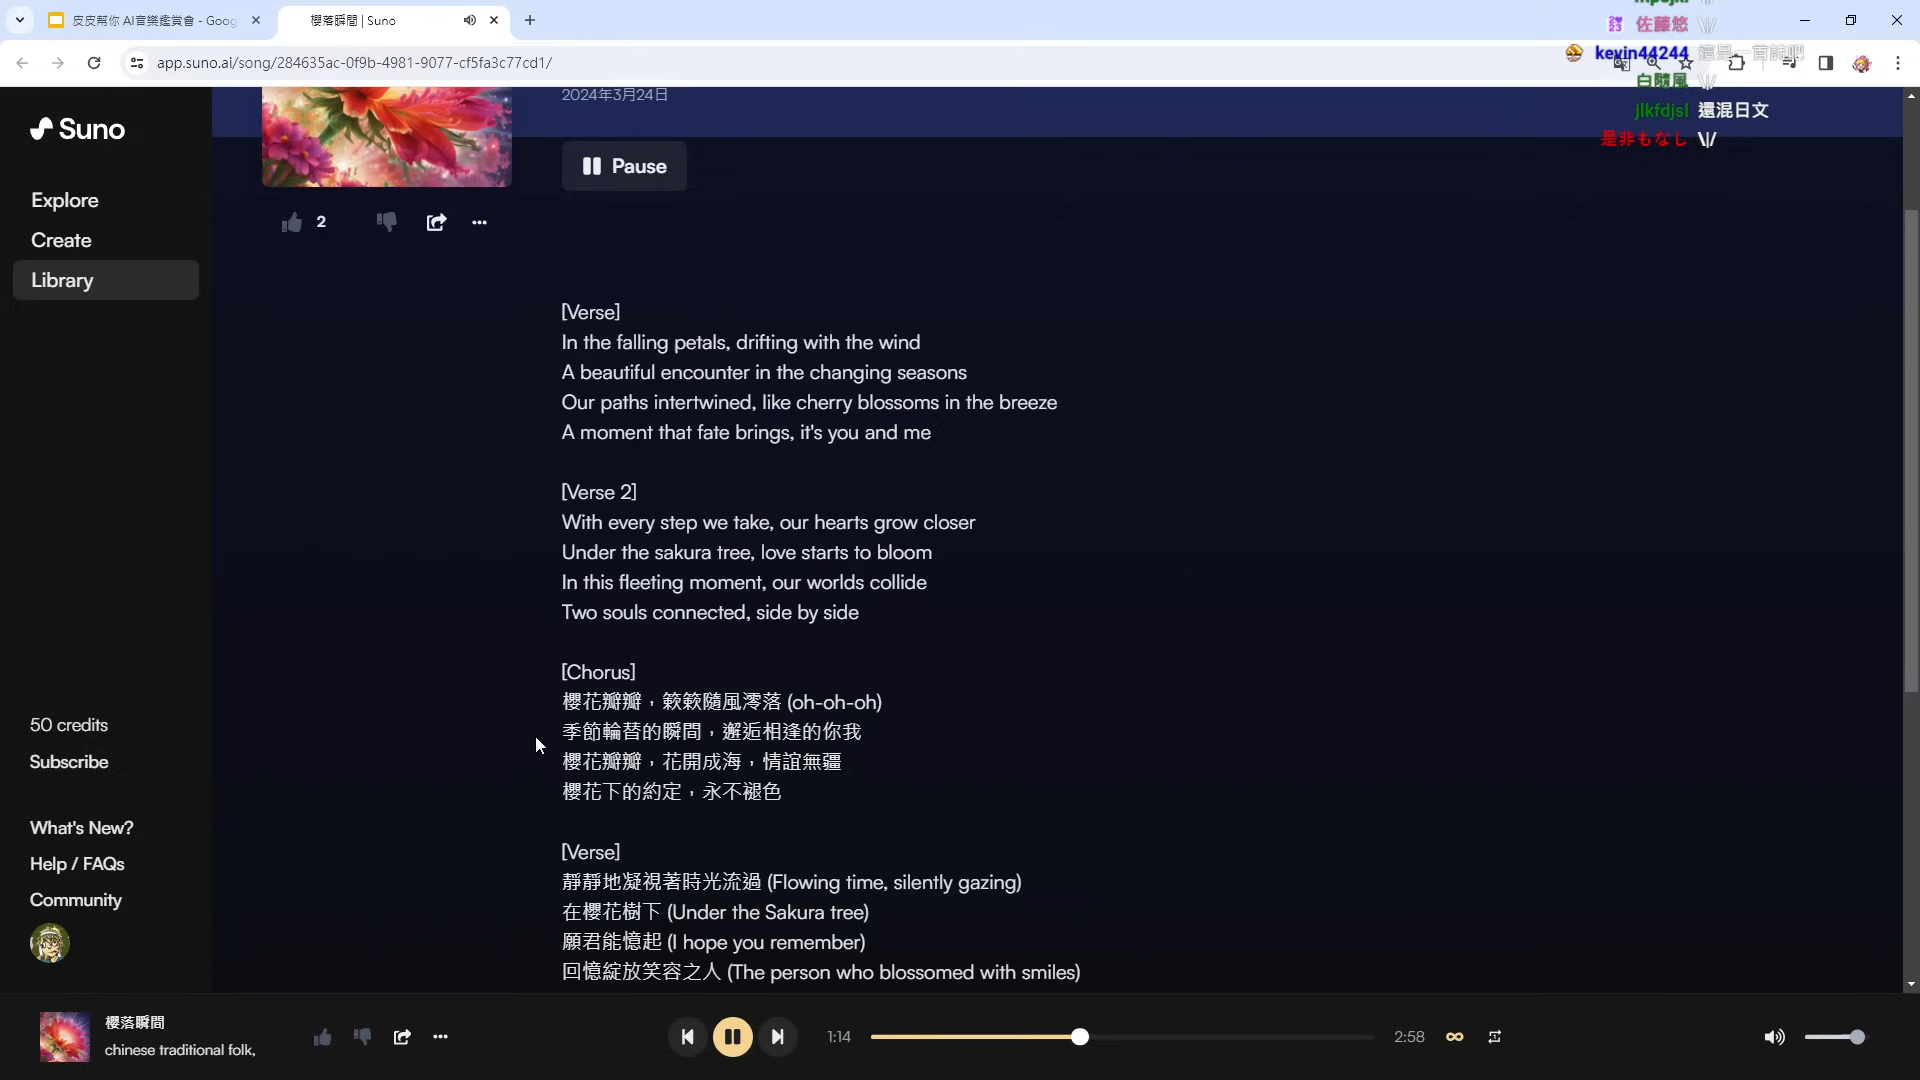 皮皮幫你 AI音樂鑑賞會 - Goog
櫻落瞬間 | Suno
佐藤悠 \|/
app.suno.ai/song/284635ac-0f9b-4981-9077-cf5fa3c77cd1/
kevin44244 這是一首詩吧
白隨風 \|/
jlkfdjsl 還混日文
是非もなし \|/
Suno
2024年3月24日
Pause
2
Explore
Create
Library
[Verse]
In the falling petals, drifting with the wind
A beautiful encounter in the changing seasons
Our paths intertwined, like cherry blossoms in the breeze
A moment that fate brings, it's you and me
[Verse 2]
With every step we take, our hearts grow closer
Under the sakura tree, love starts to bloom
In this fleeting moment, our worlds collide
Two souls connected, side by side
[Chorus]
櫻花瓣瓣，簌簌隨風澪落 (oh-oh-oh)
季節輪替的瞬間，邂逅相逢的你我
櫻花瓣瓣，花開成海，情誼無疆
櫻花下的約定，永不褪色
[Verse]
靜靜地凝視著時光流過 (Flowing time, silently gazing)
在櫻花樹下 (Under the Sakura tree)
願君能憶起 (I hope you remember)
回憶綻放笑容之人 (The person who blossomed with smiles)
50 credits
Subscribe
What's New?
Help / FAQs
Community
櫻落瞬間
chinese traditional folk,
1:14
2:58